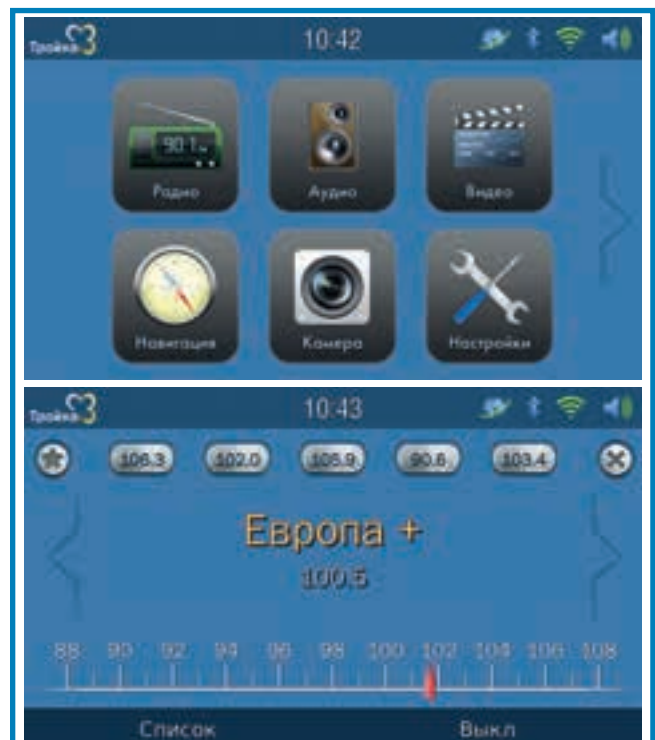 Тройка 3 10:42
90.1
Радио Аудио Видео
Навигация Камера Настройки
Тройка 3 10:43
106.3 102.0 105.9 90.6 103.4
Европа +
100.5
88 90 92 94 96 98 100 102 104 106 108
Список Выкл